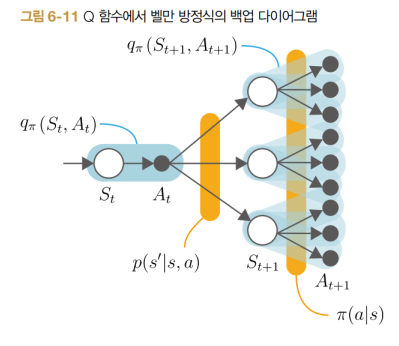 그림 6-11 Q 함수에서 벨만 방정식의 백업 다이어그램
qπ(St+1, At+1)
qπ(St, At)
St
At
p(s'|s, a)
St+1
At+1
π(a|s)